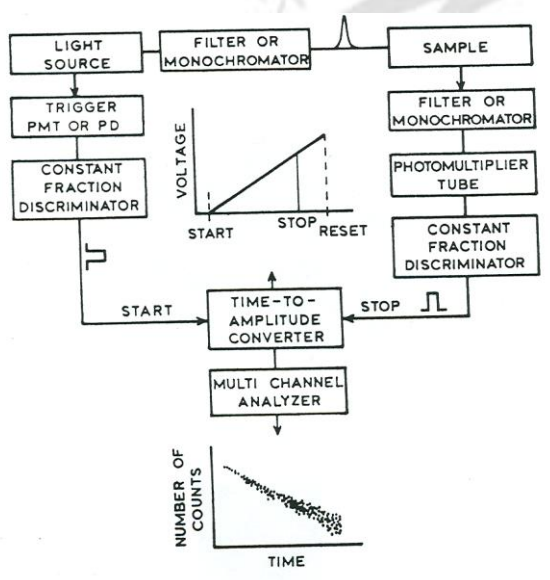 LIGHT
SOURCE
FILTER OR
MONOCHROMATOR
SAMPLE
TRIGGER
PMT OR PD
FILTER OR
MONOCHROMATOR
CONSTANT
FRACTION
DISCRIMINATOR
VOLTAGE
START
STOP
RESET
PHOTOMULTIPLIER
TUBE
CONSTANT
FRACTION
DISCRIMINATOR
START
TIME-TO-
AMPLITUDE
CONVERTER
STOP
MULTI CHANNEL
ANALYZER
NUMBER OF
COUNTS
TIME